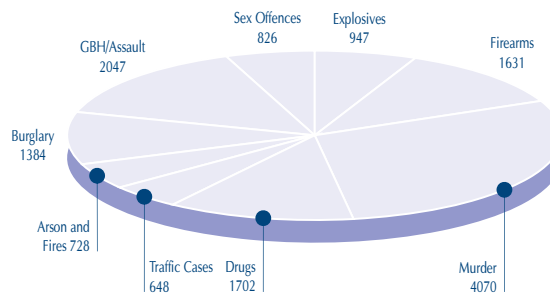 Sex Offences
826
Explosives
947
Firearms
1631
GBH/Assault
2047
Burglary
1384
Arson and
Fires 728
Traffic Cases
648
Drugs
1702
Murder
4070